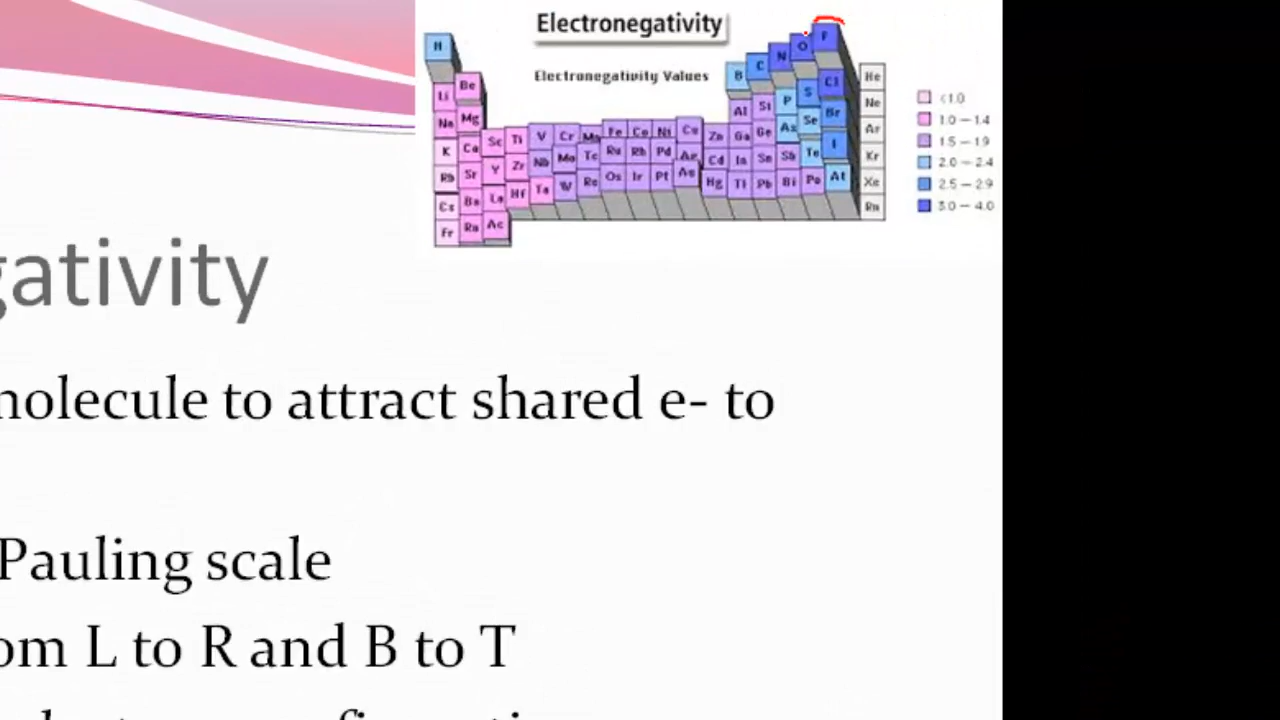 Electronegativity
Electronegativity Values
H He
Li Be B C N O F Ne
Na Mg Al Si P S Cl Ar
K Ca Sc Ti V Cr Mn Fe Co Ni Cu Zn Ga Ge As Se Br Kr
Rb Sr Y Zr Nb Mo Tc Ru Rh Pd Ag Cd In Sn Sb Te I Xe
Cs Ba La Hf Ta W Re Os Ir Pt Au Hg Tl Pb Bi Po At Rn
Fr Ra Ac
<1.0
1.0 – 1.4
1.5 – 1.9
2.0 – 2.4
2.5 – 2.9
3.0 – 4.0
gativity
molecule to attract shared e- to
Pauling scale
om L to R and B to T